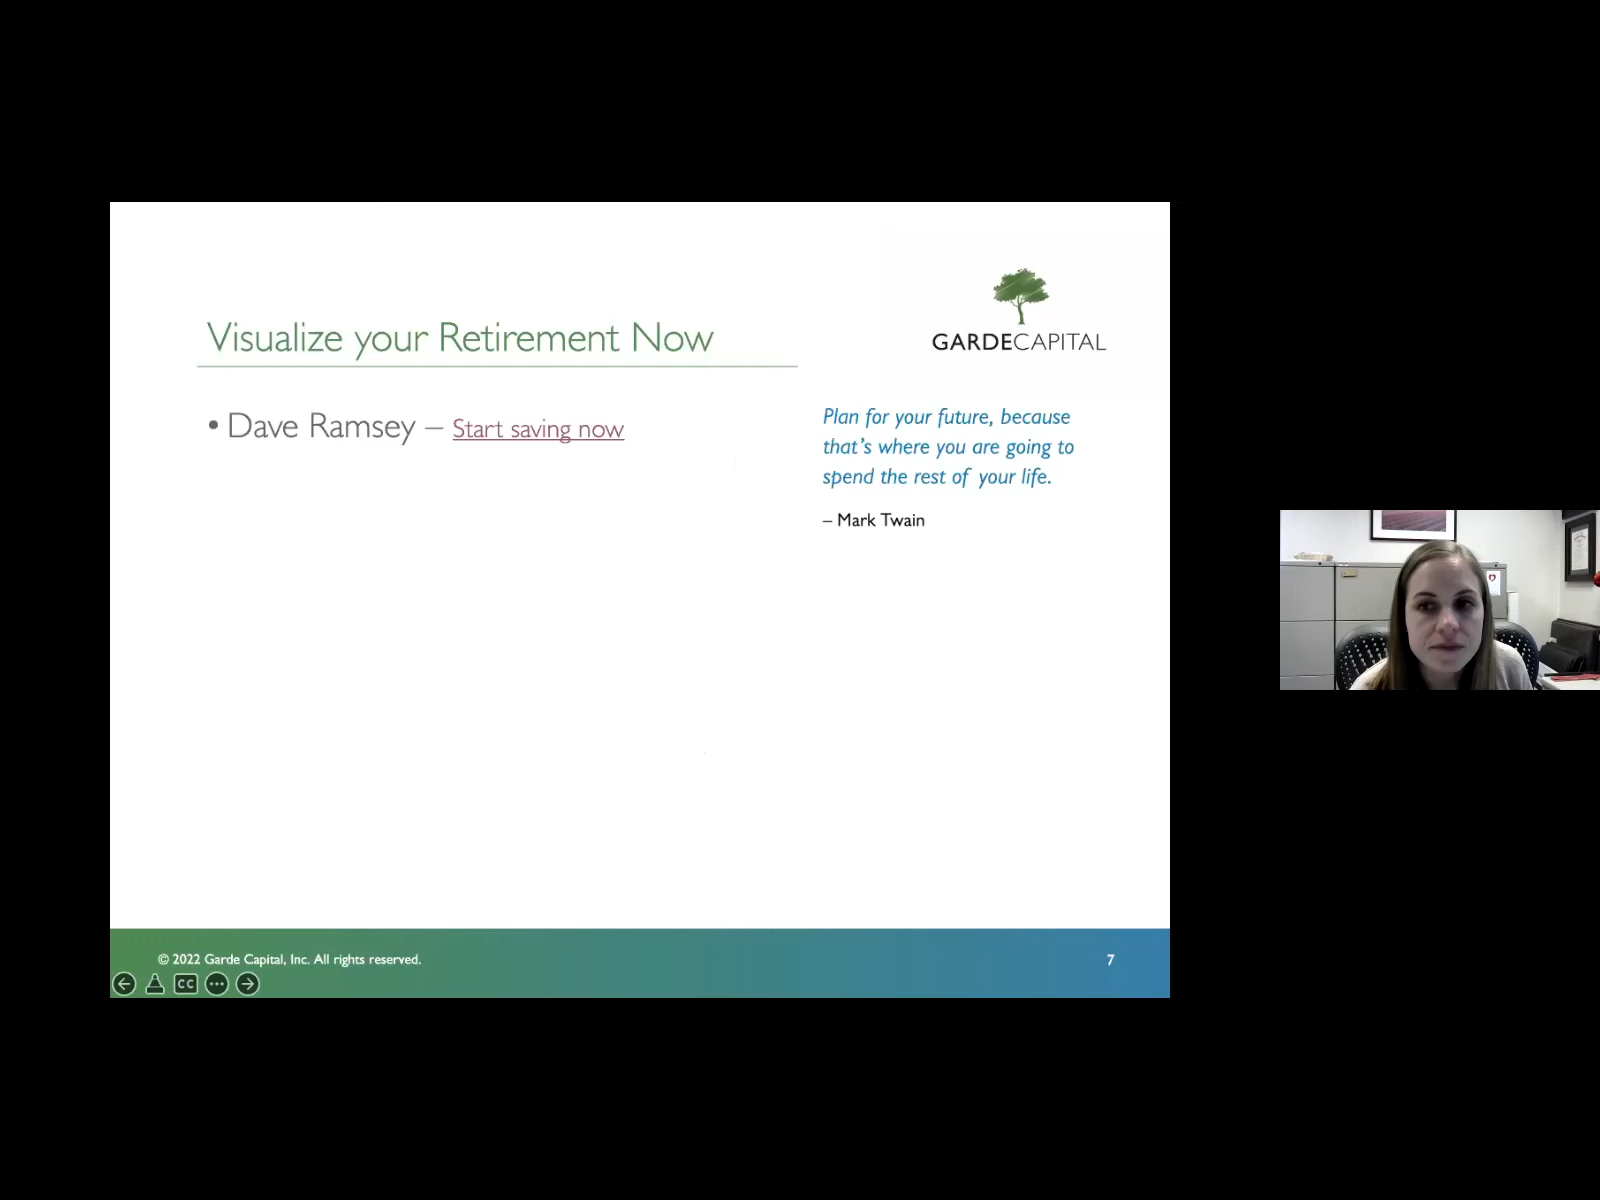 GARDECAPITAL
Visualize your Retirement Now
• Dave Ramsey – Start saving now
Plan for your future, because
that's where you are going to
spend the rest of your life.
– Mark Twain
© 2022 Garde Capital, Inc. All rights reserved.
7
CC